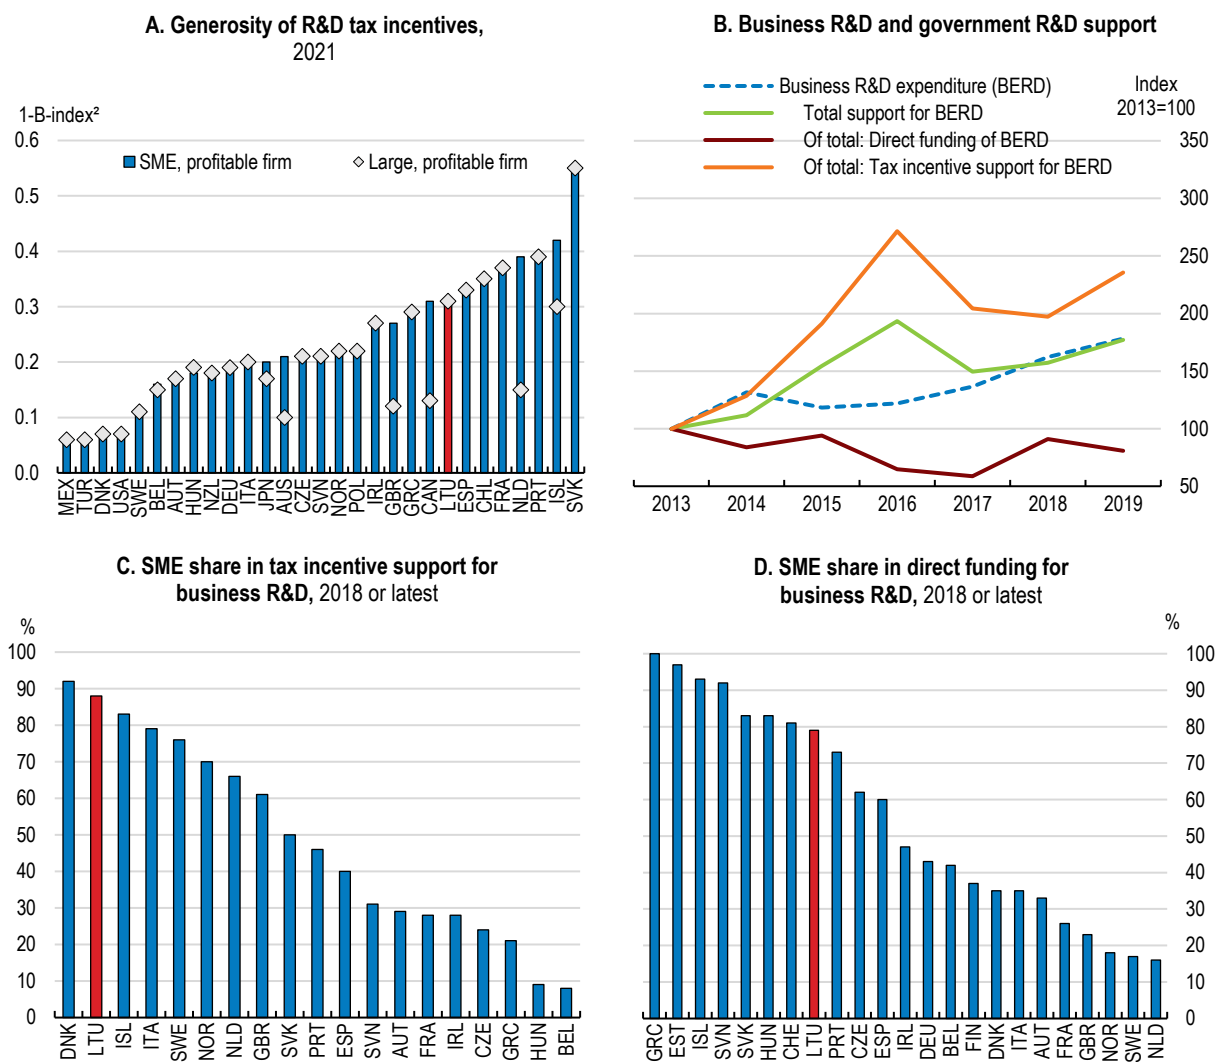 A. Generosity of R&D tax incentives,
2021
1-B-index²
0.6
0.5
0.4
0.3
0.2
0.1
0.0
SME, profitable firm
Large, profitable firm
MEX TUR DNK USA SWE BEL AUT HUN NZL DEU ITA JPN AUS CZE SVN NOR POL IRL GBR GRC CAN LTU ESP CHL FRA NLD PRT ISL SVK
B. Business R&D and government R&D support
Business R&D expenditure (BERD)
Total support for BERD
Of total: Direct funding of BERD
Of total: Tax incentive support for BERD
Index
2013=100
350
300
250
200
150
100
50
2013 2014 2015 2016 2017 2018 2019
C. SME share in tax incentive support for
business R&D, 2018 or latest
%
100
90
80
70
60
50
40
30
20
10
0
DNK LTU ISL ITA SWE NOR NLD GBR SVK PRT ESP SVN AUT FRA IRL CZE GRC HUN BEL
D. SME share in direct funding for
business R&D, 2018 or latest
%
100
90
80
70
60
50
40
30
20
10
0
GRC EST ISL SVN SVK HUN CHE LTU PRT CZE ESP IRL DEU BEL FIN DNK ITA AUT FRA GBR NOR SWE NLD